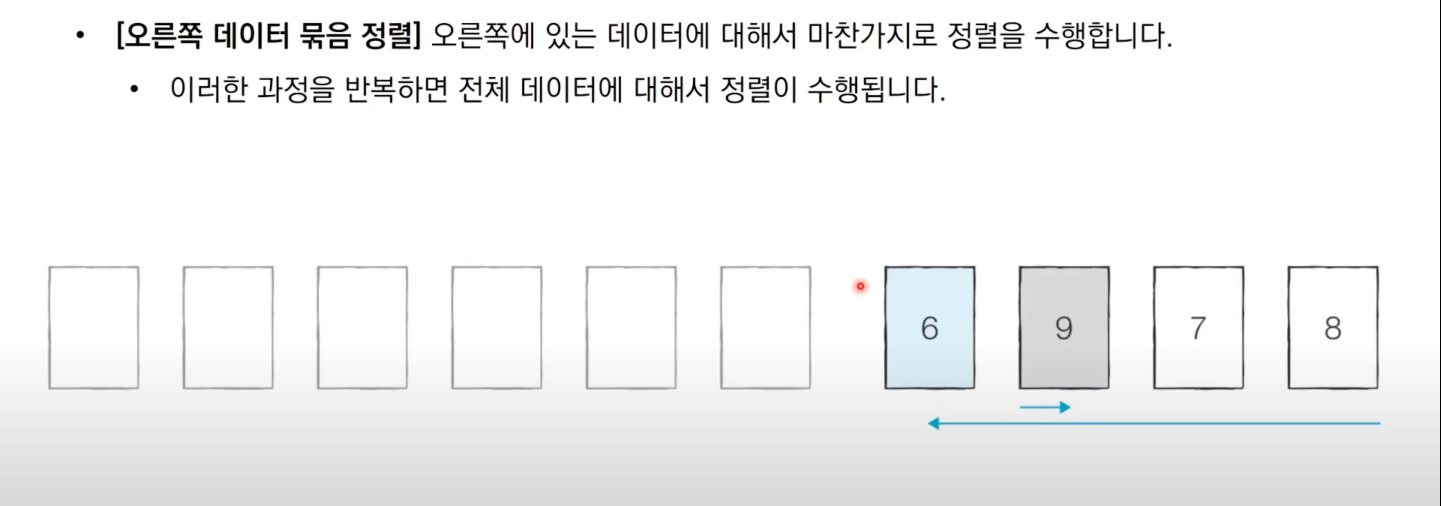 • [오른쪽 데이터 묶음 정렬] 오른쪽에 있는 데이터에 대해서 마찬가지로 정렬을 수행합니다.
• 이러한 과정을 반복하면 전체 데이터에 대해서 정렬이 수행됩니다.
6 9 7 8